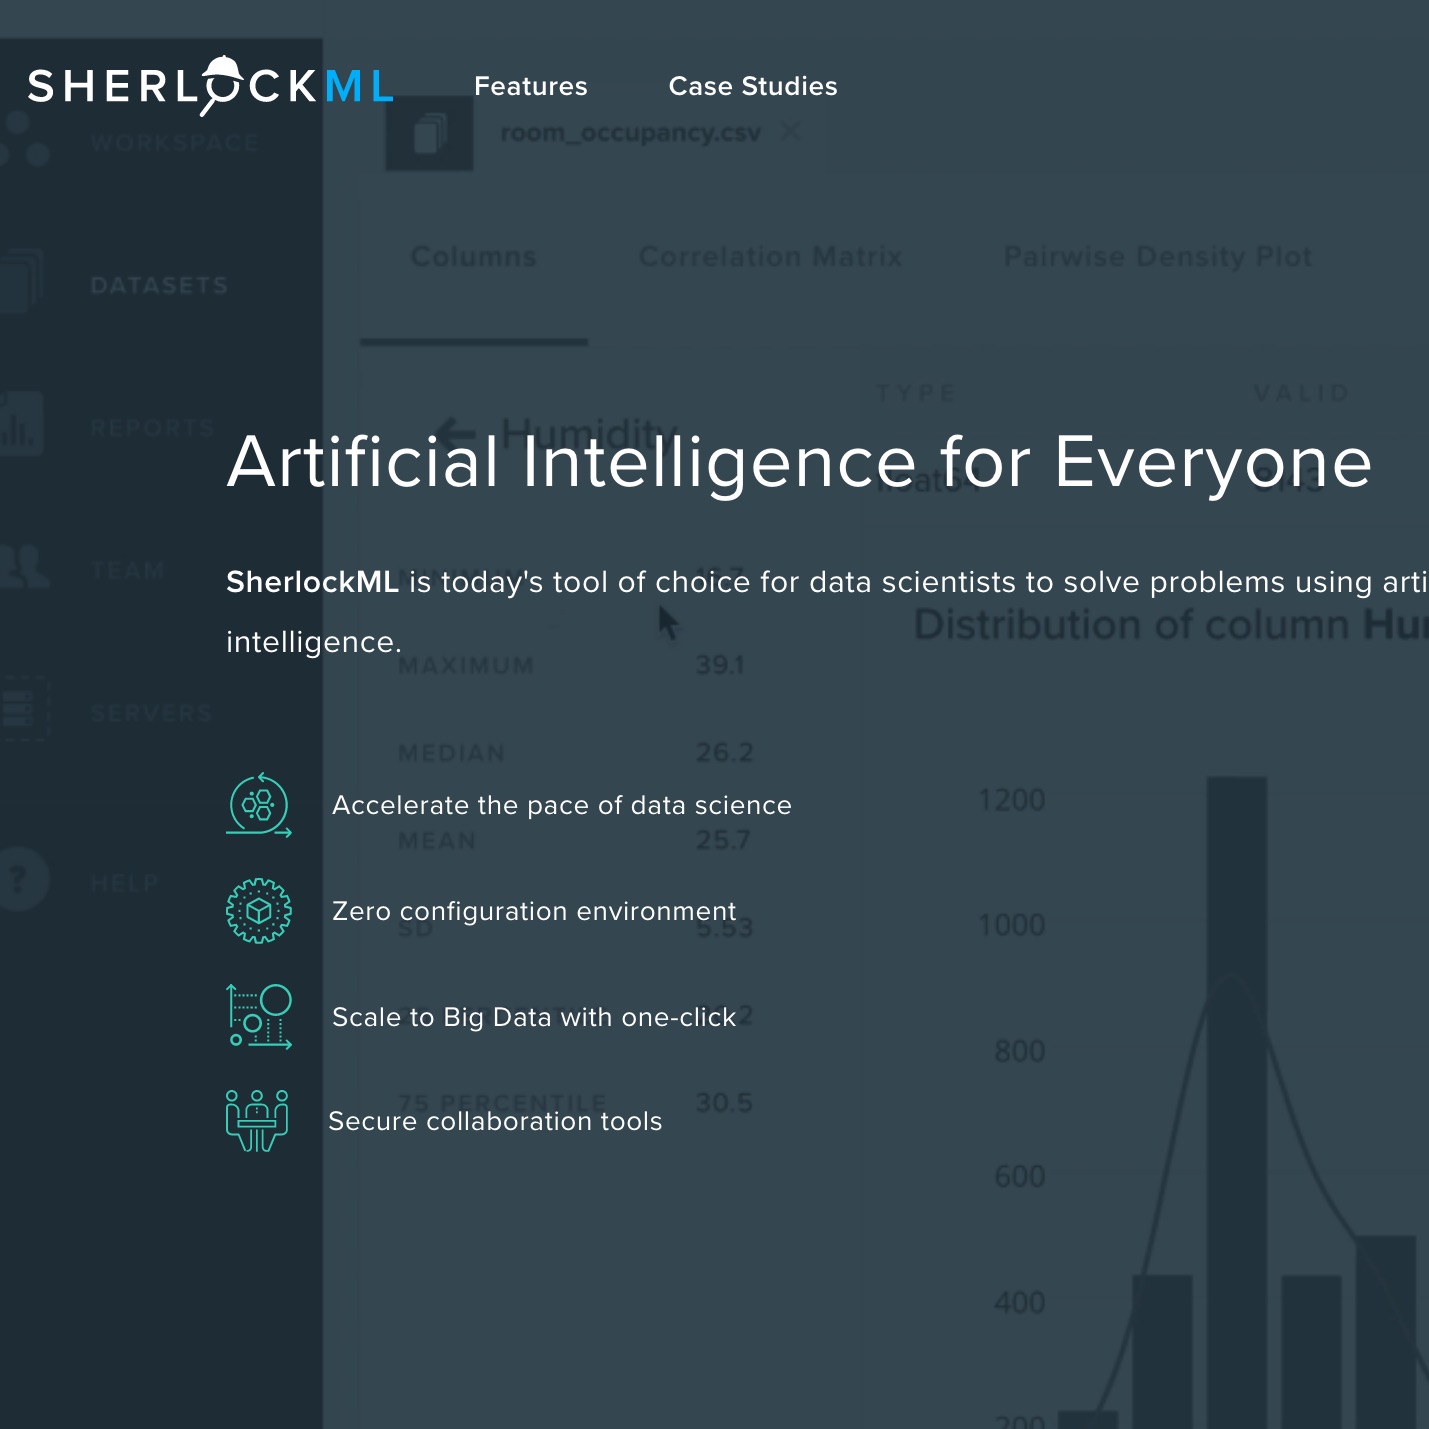 SHERLOCKML
Features
Case Studies
WORKSPACE
room_occupancy.csv
DATASETS
Columns
Correlation Matrix
Pairwise Density Plot
TYPE
VALID
REPORTS
Humidity
Artificial Intelligence for Everyone
float64
TEAM
SherlockML is today's tool of choice for data scientists to solve problems using arti
intelligence.
Distribution of column Hu
MAXIMUM 39.1
SERVERS
MEDIAN 26.2
Accelerate the pace of data science
MEAN 25.7
HELP
Zero configuration environment
SD 5.53
Scale to Big Data with one-click
75 PERCENTILE 30.5
Secure collaboration tools
1200
1000
800
600
400
200